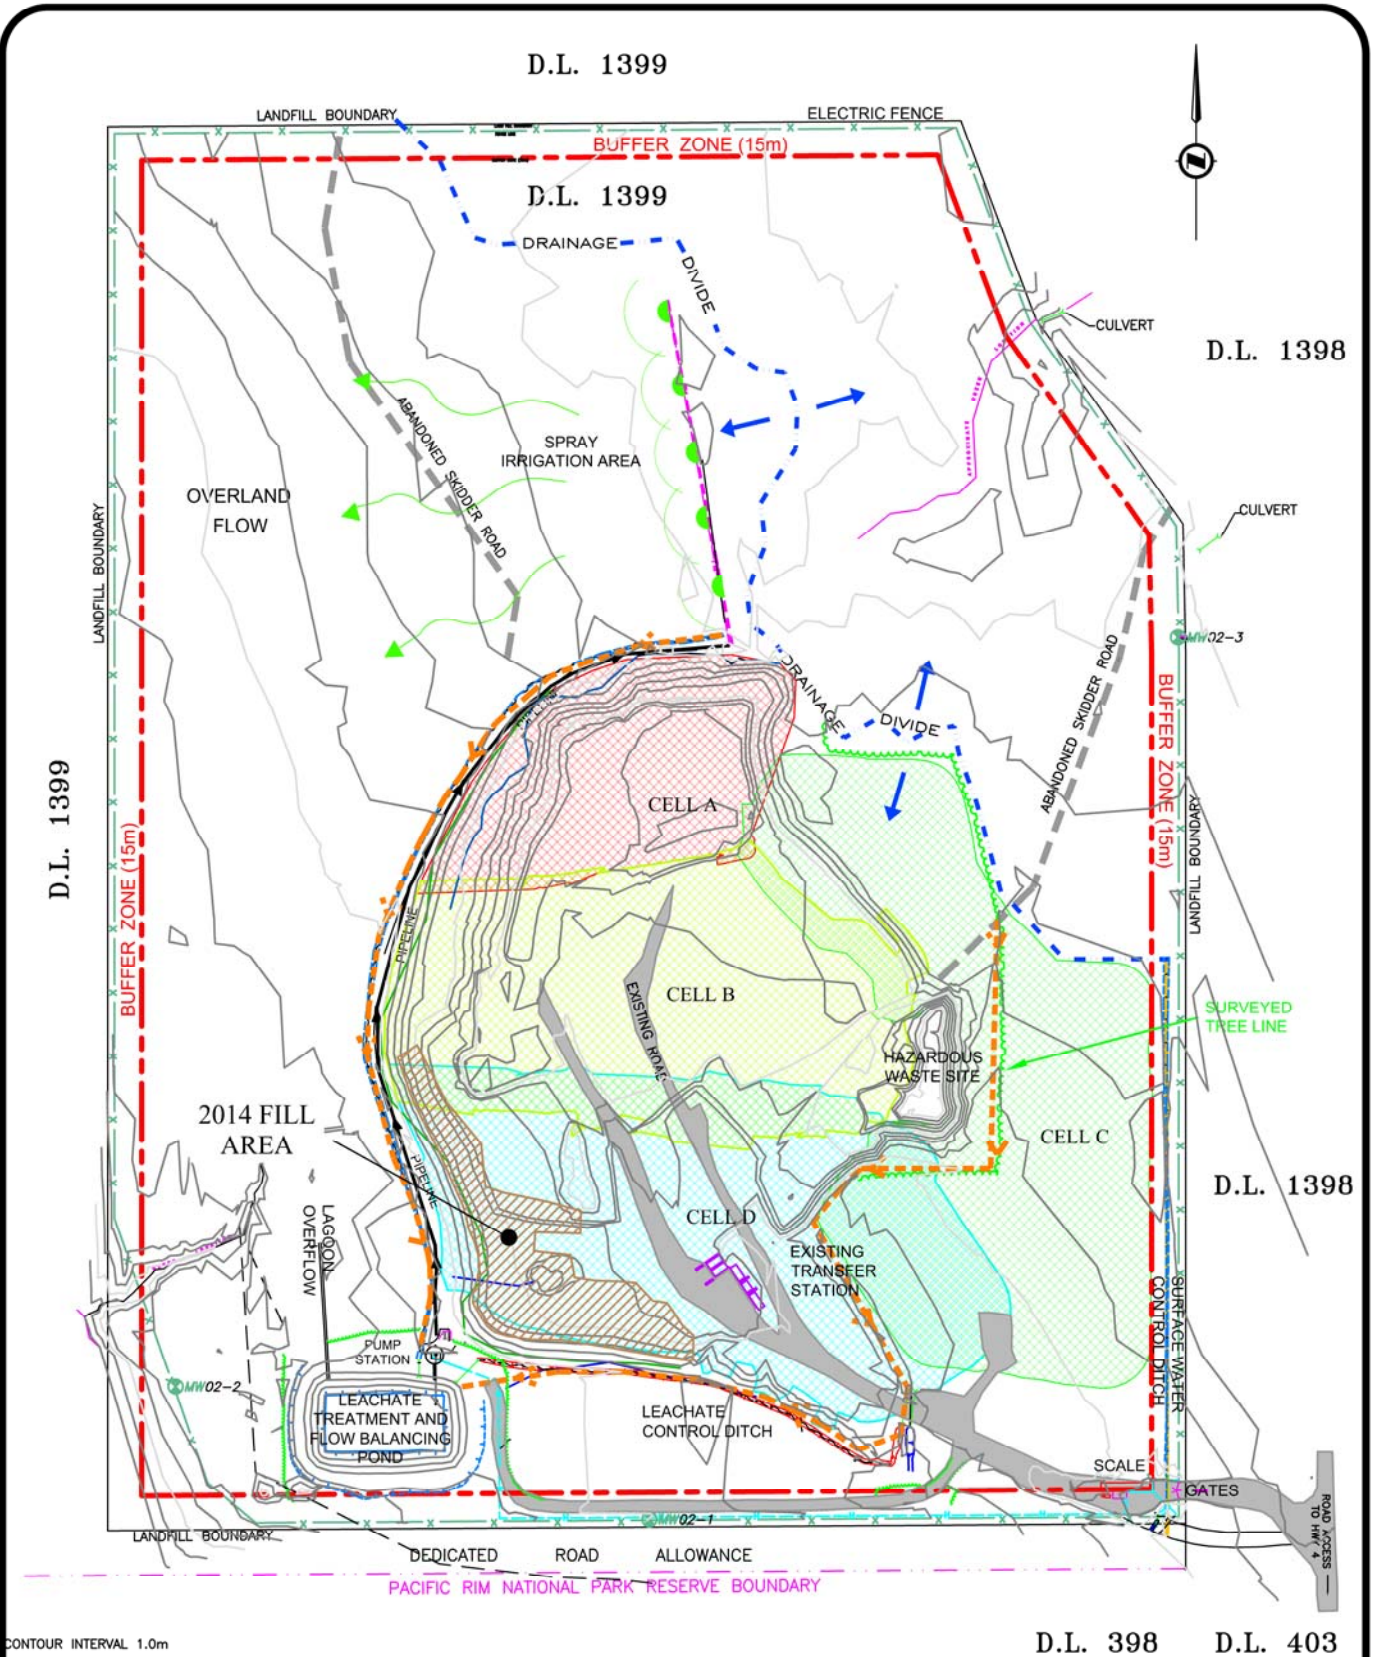 D.L. 1399
LANDFILL BOUNDARY
ELECTRIC FENCE
BUFFER ZONE (15m)
D.L. 1399
DRAINAGE
DIVIDE
CULVERT
D.L. 1398
ABANDONED SKIDDER ROAD
SPRAY
IRRIGATION AREA
OVERLAND
FLOW
CULVERT
LANDFILL BOUNDARY
MW02-3
DRAINAGE
DIVIDE
ABANDONED SKIDDER ROAD
BUFFER ZONE (15m)
LANDFILL BOUNDARY
PIPELINE
D.L. 1399
BUFFER ZONE (15m)
CELL A
PIPELINE
CELL B
EXISTING ROAD
SURVEYED
TREE LINE
HAZARDOUS
WASTE SITE
2014 FILL
AREA
CELL C
PIPELINE
D.L. 1398
LAGOON
OVERFLOW
CELL D
EXISTING
TRANSFER
STATION
SURFACE WATER
CONTROL DITCH
PUMP
STATION
MW02-2
LEACHATE
TREATMENT AND
FLOW BALANCING
POND
LEACHATE
CONTROL DITCH
SCALE
GATES
MW02-1
ROAD ACCESS
TO HWY 4
LANDFILL BOUNDARY
DEDICATED ROAD ALLOWANCE
PACIFIC RIM NATIONAL PARK RESERVE BOUNDARY
CONTOUR INTERVAL 1.0m
D.L. 398
D.L. 403